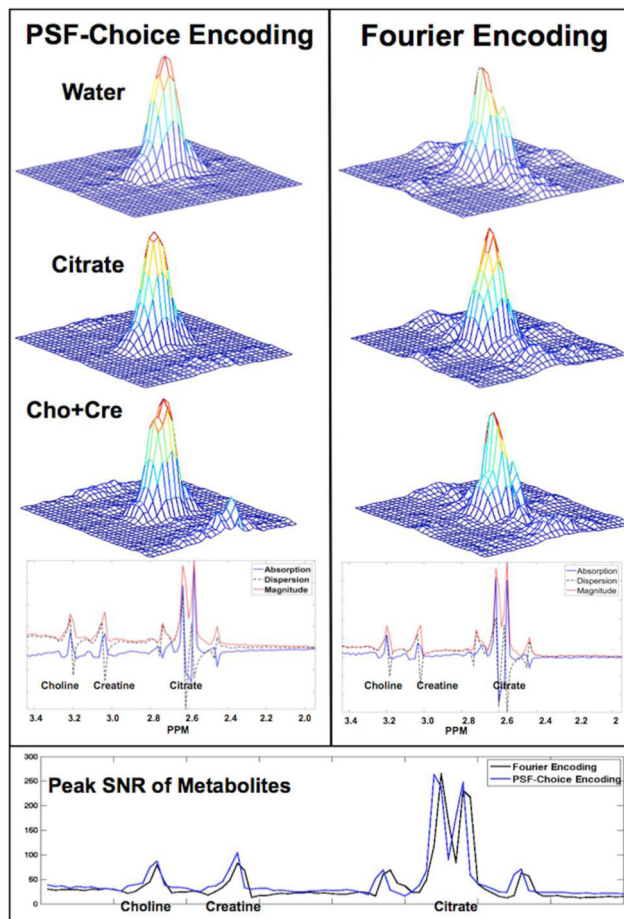 PSF-Choice Encoding
Fourier Encoding
Water
Citrate
Cho+Cre
Absorption
Dispersion
Magnitude
Choline
Creatine
Citrate
3.4 3.2 3.0 2.8 2.6 2.4 2.2 2.0
PPM
Absorption
Dispersion
Magnitude
Choline
Creatine
Citrate
3.4 3.2 3.0 2.8 2.6 2.4 2.2 2
PPM
Peak SNR of Metabolites
Fourier Encoding
PSF-Choice Encoding
300
250
200
150
100
50
0
Choline
Creatine
Citrate